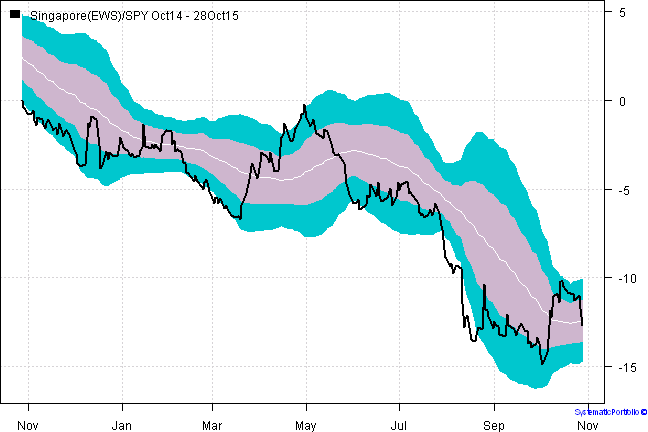 Singapore(EWS)/SPY Oct14 - 28Oct15
5
0
-5
-10
-15
Nov Jan Mar May Jul Sep Nov
SystematicPortfolio ©